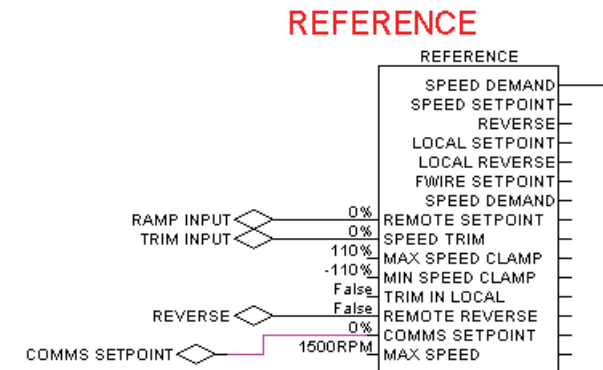 REFERENCE
REFERENCE
SPEED DEMAND
SPEED SETPOINT
REVERSE
LOCAL SETPOINT
LOCAL REVERSE
FWIRE SETPOINT
SPEED DEMAND
RAMP INPUT 0% REMOTE SETPOINT
TRIM INPUT 0% SPEED TRIM
110% MAX SPEED CLAMP
-110% MIN SPEED CLAMP
False TRIM IN LOCAL
REVERSE False REMOTE REVERSE
0% COMMS SETPOINT
COMMS SETPOINT 1500RPM MAX SPEED